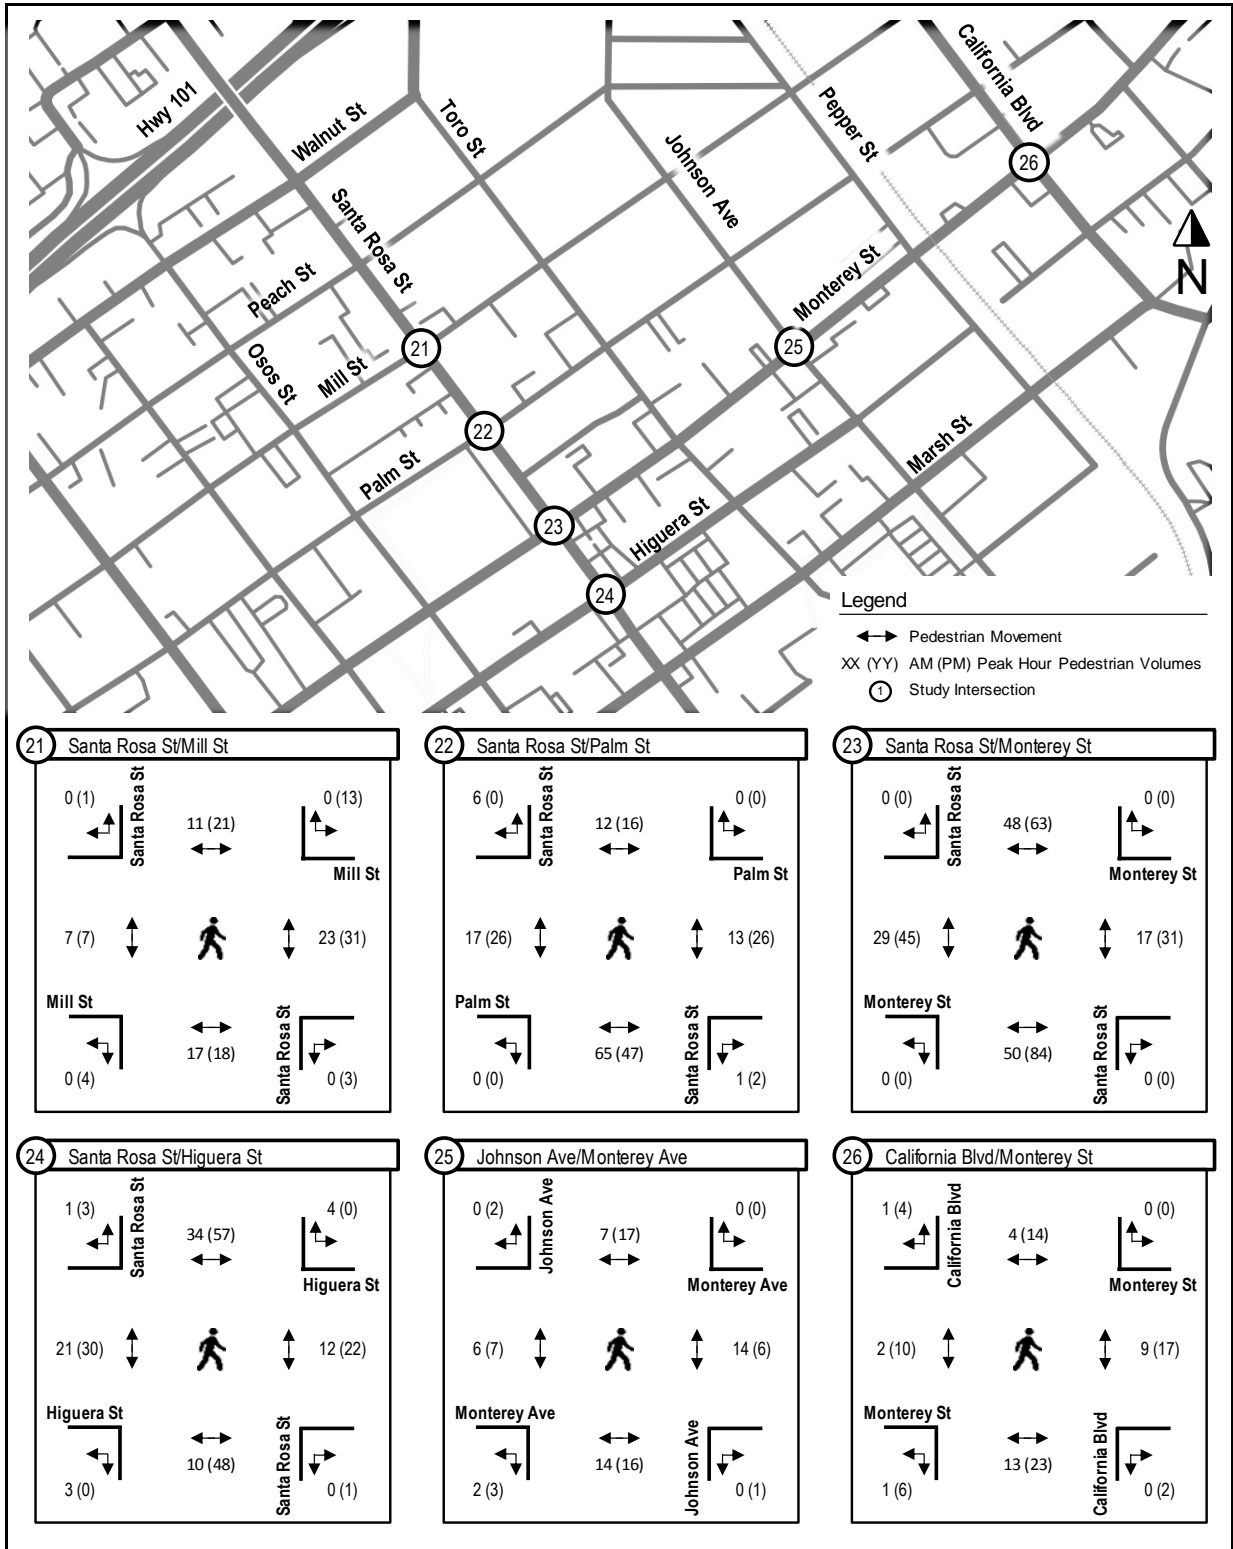 Hwy 101
Walnut St
Toro St
California Blvd
Pepper St
Johnson Ave
26
Santa Rosa St
N
Peach St
Monterey St
Osos St
Mill St
21
25
22
Palm St
Marsh St
23
Higuera St
24
Legend
Pedestrian Movement
XX (YY) AM (PM) Peak Hour Pedestrian Volumes
1 Study Intersection
21 Santa Rosa St/Mill St
0 (1)
Santa Rosa St
11 (21)
0 (13)
Mill St
7 (7)
23 (31)
Mill St
17 (18)
Santa Rosa St
0 (4)
0 (3)
22 Santa Rosa St/Palm St
6 (0)
Santa Rosa St
12 (16)
0 (0)
Palm St
17 (26)
13 (26)
Palm St
65 (47)
Santa Rosa St
0 (0)
1 (2)
23 Santa Rosa St/Monterey St
0 (0)
Santa Rosa St
48 (63)
0 (0)
Monterey St
29 (45)
17 (31)
Monterey St
50 (84)
Santa Rosa St
0 (0)
0 (0)
24 Santa Rosa St/Higuera St
1 (3)
Santa Rosa St
34 (57)
4 (0)
Higuera St
21 (30)
12 (22)
Higuera St
10 (48)
Santa Rosa St
3 (0)
0 (1)
25 Johnson Ave/Monterey Ave
0 (2)
Johnson Ave
7 (17)
0 (0)
Monterey Ave
6 (7)
14 (6)
Monterey Ave
14 (16)
Johnson Ave
2 (3)
0 (1)
26 California Blvd/Monterey St
1 (4)
California Blvd
4 (14)
0 (0)
Monterey St
2 (10)
9 (17)
Monterey St
13 (23)
California Blvd
1 (6)
0 (2)